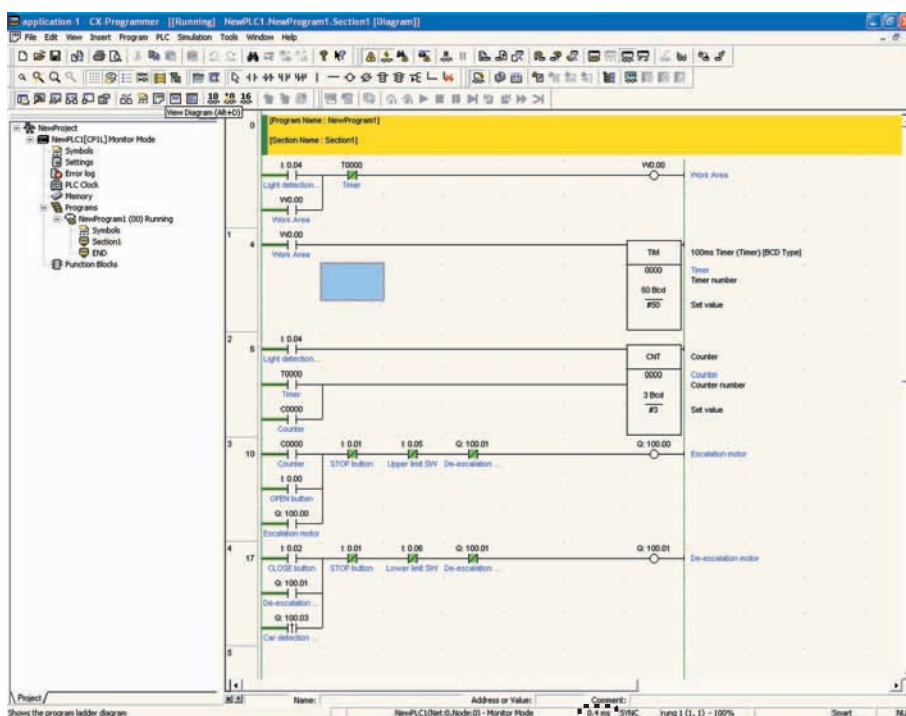 application 1 - CX-Programmer - [[Running] - NewPLC1.NewProgram1.Section1 [Diagram]]
File Edit View Insert Program PLC Simulation Tools Window Help
10 16 16
View Diagram (Alt+D)
NewProject
NewPLC1[CP1L] Monitor Mode
Symbols
Settings
Error log
PLC Clock
Memory
Programs
NewProgram1 (00) Running
Symbols
Section1
END
Function Blocks
Project
0
[Program Name : NewProgram1]
[Section Name : Section1]
I: 0.04 T0000 W0.00
Light detection... Timer Work Area
W0.00
Work Area
1
4
W0.00
Work Area
TIM 100ms Timer (Timer) [BCD Type]
0000 Timer
Timer number
50 Bcd
#50 Set value
2
6
I: 0.04
Light detection...
CNT Counter
T0000 0000 Counter
Timer Counter number
3 Bcd
C0000 #3 Set value
Counter
3
10
C0000 I: 0.01 I: 0.05 Q: 100.01 Q: 100.00
Counter STOP button Upper limit SW De-escalation ... Escalation motor
I: 0.00
OPEN button
Q: 100.00
Escalation motor
4
17
I: 0.02 I: 0.01 I: 0.06 Q: 100.01 Q: 100.01
CLOSE button STOP button Lower limit SW De-escalation ... De-escalation motor
Q: 100.01
De-escalation ...
Q: 100.03
Car detection ...
5
Name: Address or Value: Comment:
Shows the program ladder diagram NewPLC1(Net:0,Node:0) - Monitor Mode 0.4 ms SYNC rung 1 (1, 1) - 100% Smart